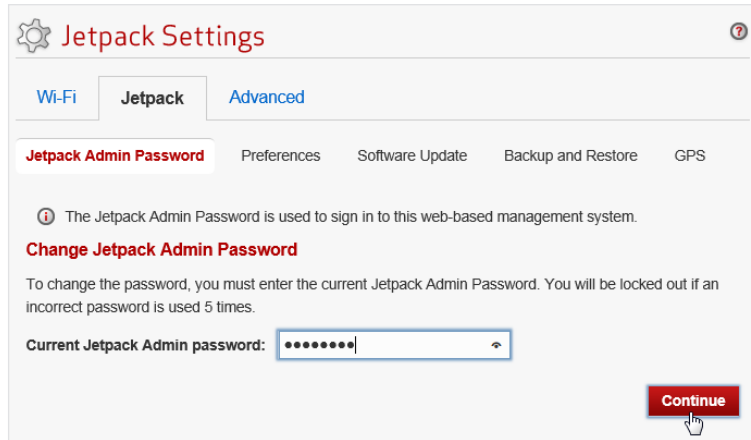 Jetpack Settings
Wi-Fi Jetpack Advanced
Jetpack Admin Password Preferences Software Update Backup and Restore GPS
The Jetpack Admin Password is used to sign in to this web-based management system.
Change Jetpack Admin Password
To change the password, you must enter the current Jetpack Admin Password. You will be locked out if an
incorrect password is used 5 times.
Current Jetpack Admin password: ••••••••
Continue